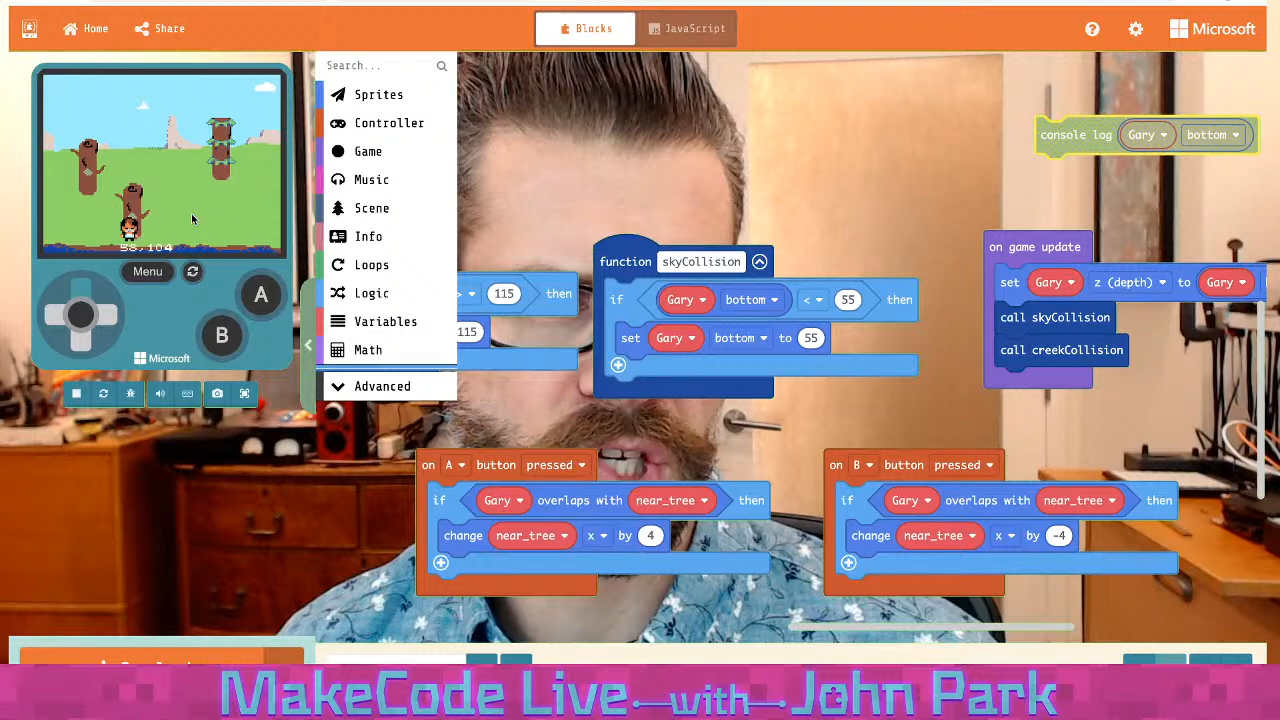 Home
Share
Blocks
JavaScript
Microsoft
Search...
Sprites
Controller
Game
Music
Scene
Info
Loops
Logic
Variables
Math
Advanced
58,104
Menu
A
B
Microsoft
console log Gary bottom
> 115 then
115
function skyCollision
if Gary bottom < 55 then
set Gary bottom to 55
on game update
set Gary z (depth) to Gary
call skyCollision
call creekCollision
on A button pressed
if Gary overlaps with near_tree then
change near_tree x by 4
on B button pressed
if Gary overlaps with near_tree then
change near_tree x by -4
MakeCode Live with John Park